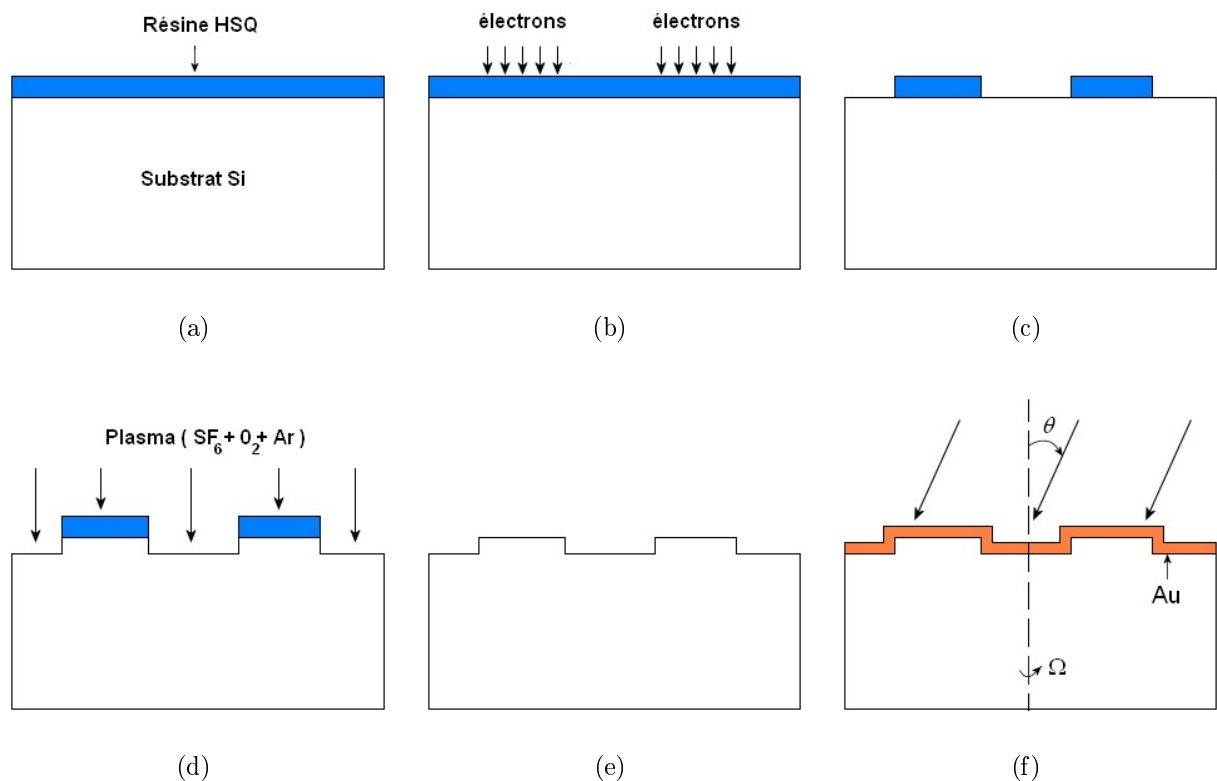 Résine HSQ
Substrat Si
(a)
électrons
électrons
(b)
(c)
Plasma ( SF6 + 02 + Ar )
(d)
(e)
θ
Au
Ω
(f)